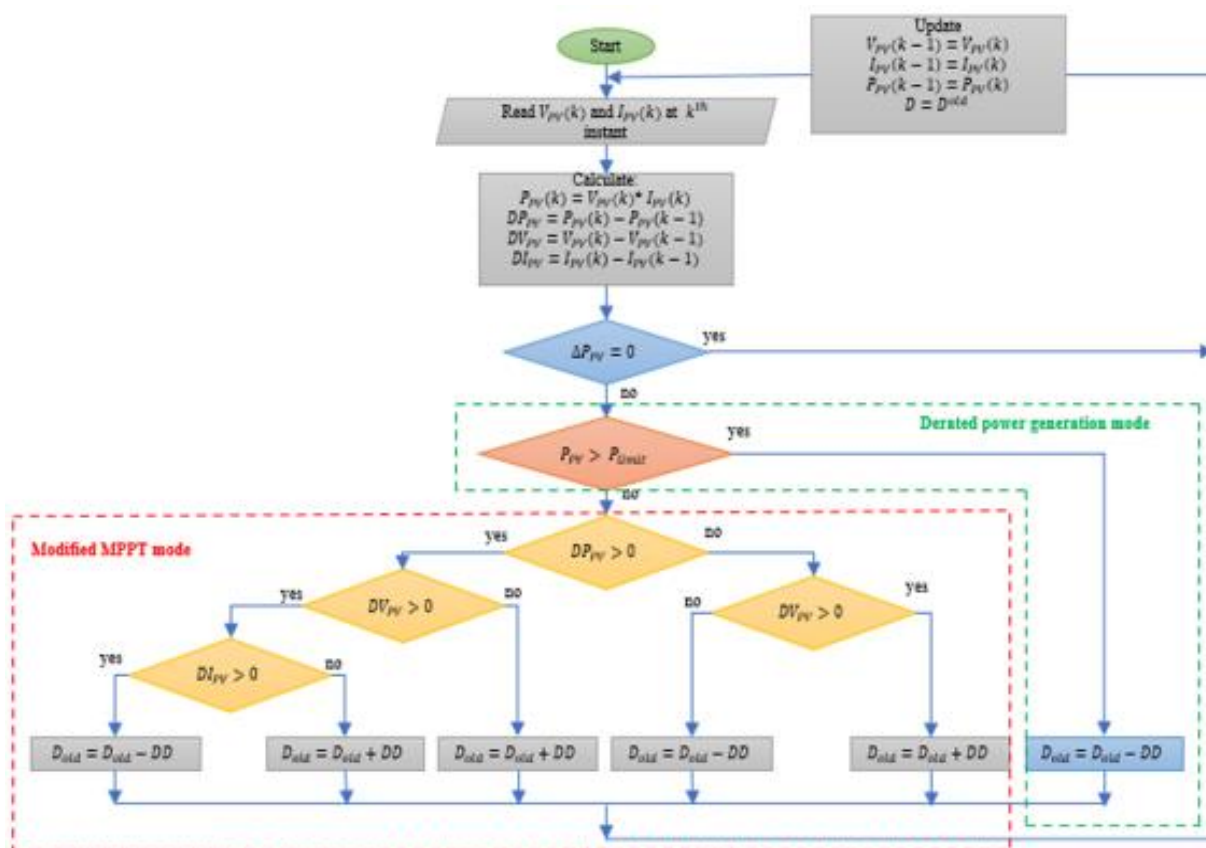 Start
Update
V_PV(k − 1) = V_PV(k)
I_PV(k − 1) = I_PV(k)
P_PV(k − 1) = P_PV(k)
D = D^old
Read V_PV(k) and I_PV(k) at k^th
instant
Calculate:
P_PV(k) = V_PV(k)* I_PV(k)
DP_PV = P_PV(k) − P_PV(k − 1)
DV_PV = V_PV(k) − V_PV(k − 1)
DI_PV = I_PV(k) − I_PV(k − 1)
ΔP_PV = 0
yes
no
Derated power generation mode
P_PV > P_limit
yes
no
Modified MPPT mode
DP_PV > 0
yes
no
DV_PV > 0
yes
no
DV_PV > 0
no
yes
DI_PV > 0
yes
no
D_old = D_old − DD
D_old = D_old + DD
D_old = D_old + DD
D_old = D_old − DD
D_old = D_old + DD
D_old = D_old − DD